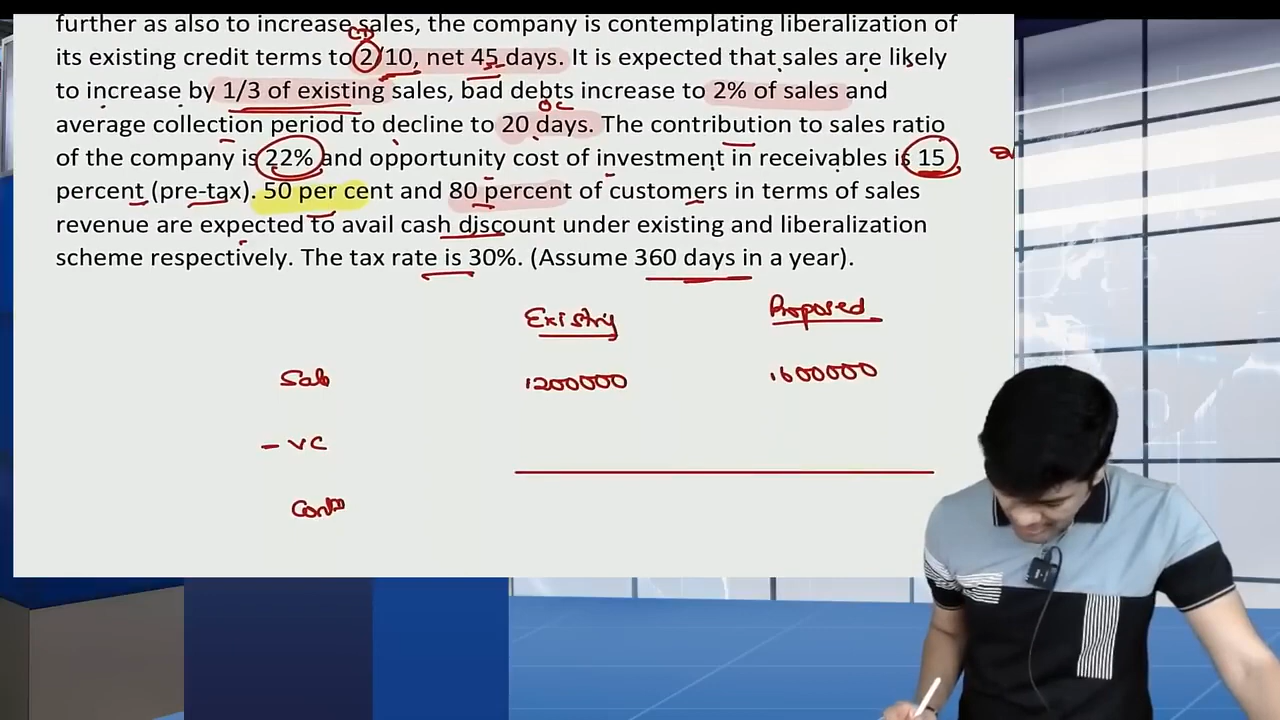 further as also to increase sales, the company is contemplating liberalization
CD
of its existing credit terms to 2/10, net 45 days. It is expected that sales are likely
to increase by 1/3 of existing sales, bad debts increase to 2% of sales and
OC
average collection period to decline to 20 days. The contribution to sales ratio
of the company is 22% and opportunity cost of investment in receivables is 15
percent (pre-tax). 50 per cent and 80 percent of customers in terms of sales
revenue are expected to avail cash discount under existing and liberalization
scheme respectively. The tax rate is 30%. (Assume 360 days in a year).
Existing Proposed
Sales 1200000 1600000
- VC